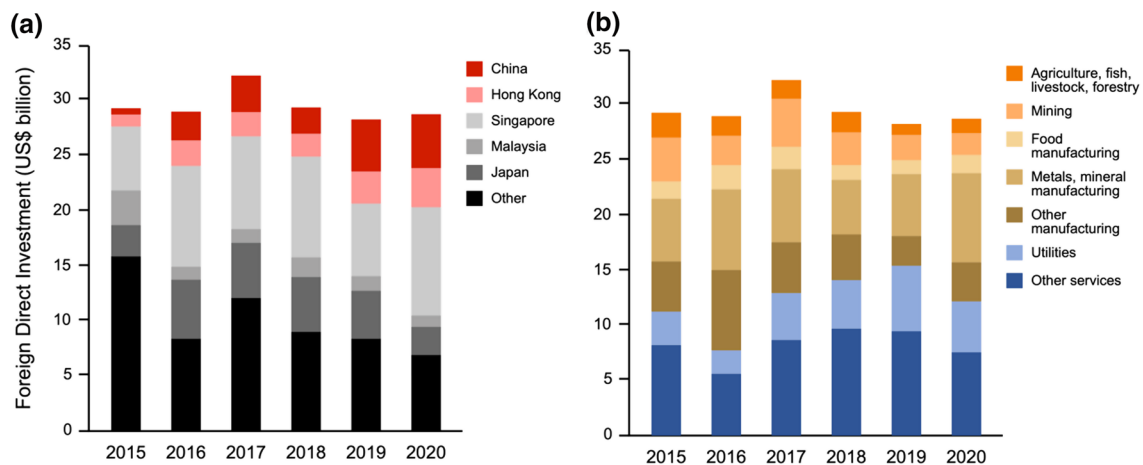 (a)
Foreign Direct Investment (US$ billion)
35
30
25
20
15
10
5
0
2015 2016 2017 2018 2019 2020
China
Hong Kong
Singapore
Malaysia
Japan
Other
(b)
35
30
25
20
15
10
5
0
2015 2016 2017 2018 2019 2020
Agriculture, fish,
livestock, forestry
Mining
Food
manufacturing
Metals, mineral
manufacturing
Other
manufacturing
Utilities
Other services